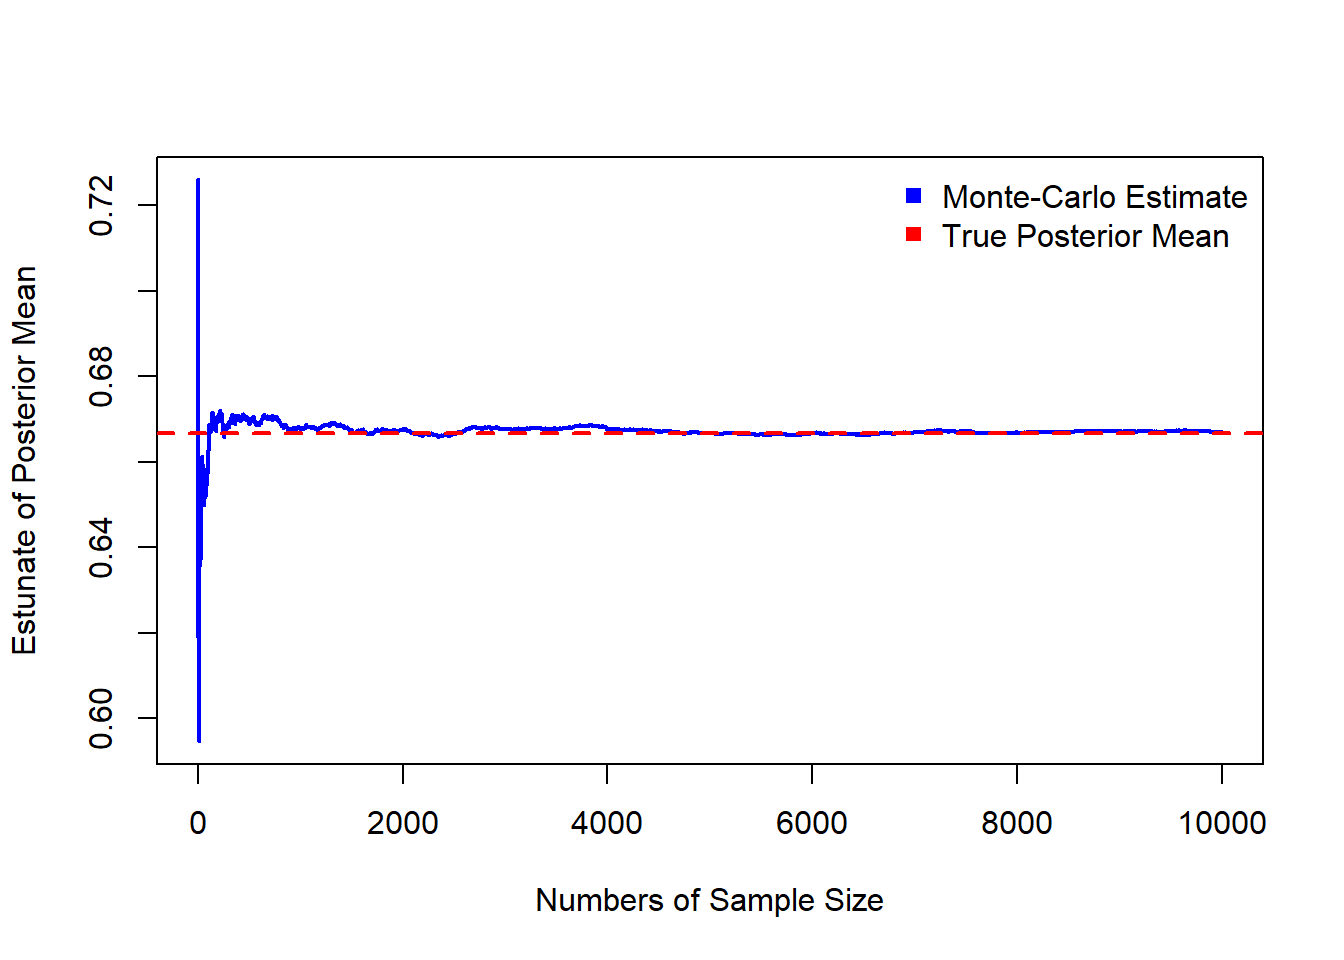 Monte-Carlo Estimate
True Posterior Mean
Estunate of Posterior Mean
0.72
0.68
0.64
0.60
0
2000
4000
6000
8000
10000
Numbers of Sample Size